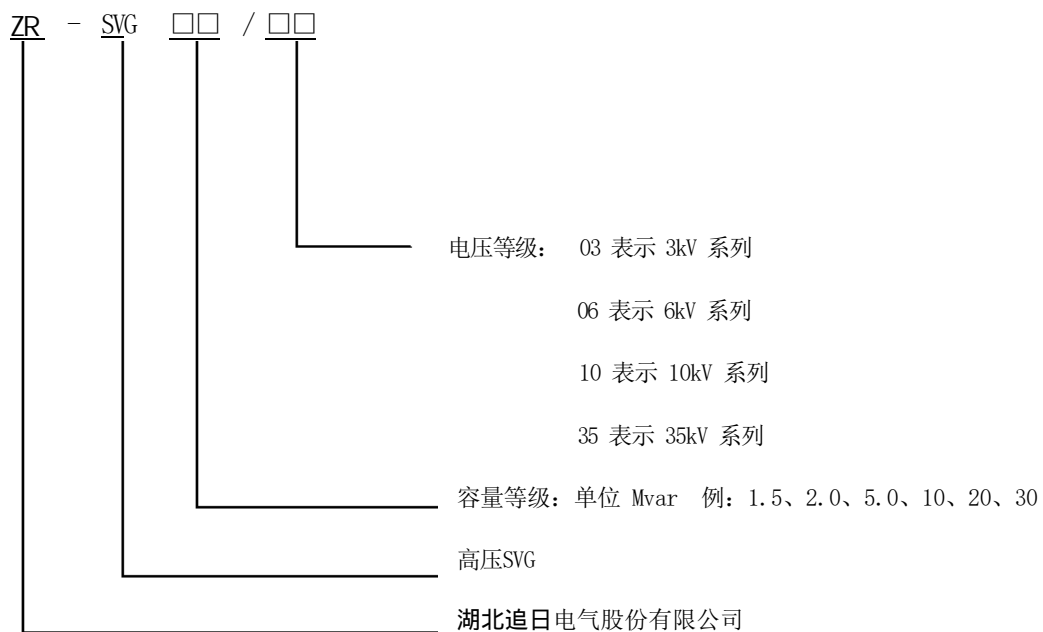 ZR - SVG □□ / □□
电压等级: 03 表示 3kV 系列
06 表示 6kV 系列
10 表示 10kV 系列
35 表示 35kV 系列
容量等级: 单位 Mvar 例: 1.5、2.0、5.0、10、20、30
高压SVG
湖北追日电气股份有限公司